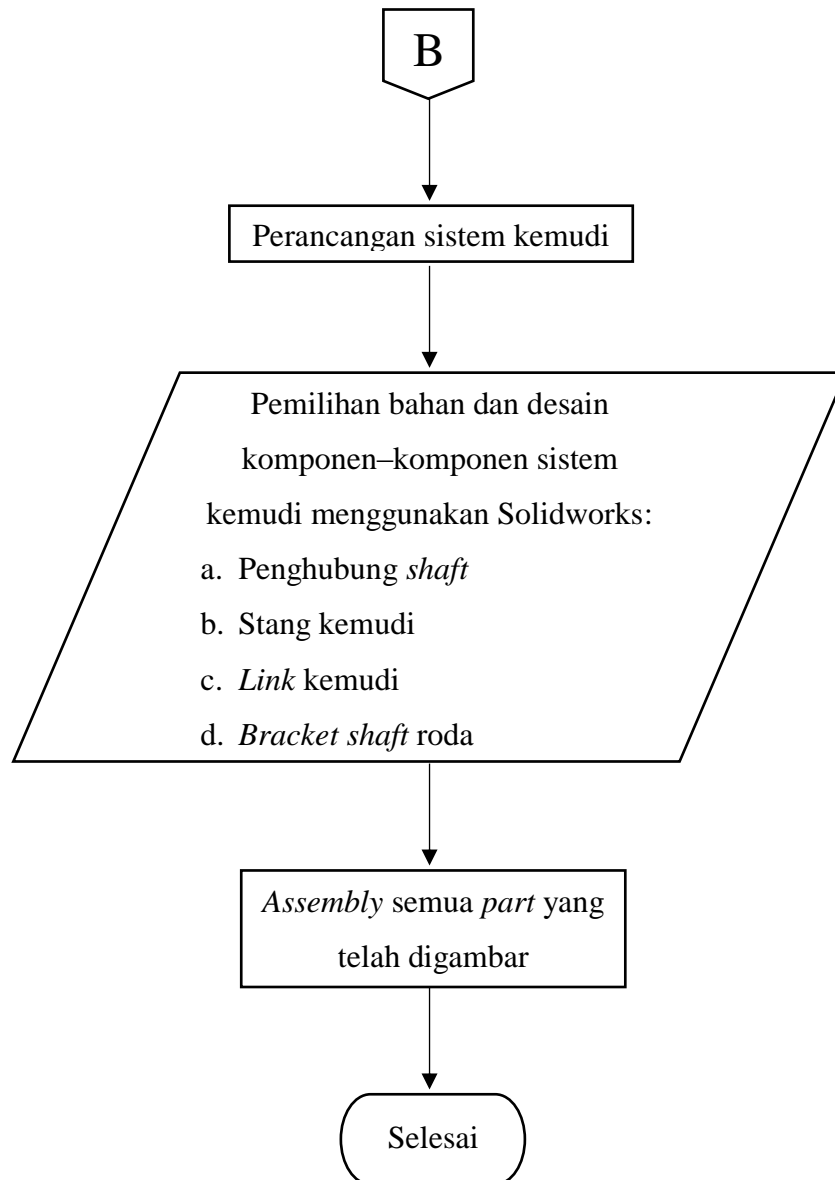 B
Perancangan sistem kemudi
Pemilihan bahan dan desain
komponen–komponen sistem
kemudi menggunakan Solidworks:
a. Penghubung shaft
b. Stang kemudi
c. Link kemudi
d. Bracket shaft roda
Assembly semua part yang
telah digambar
Selesai